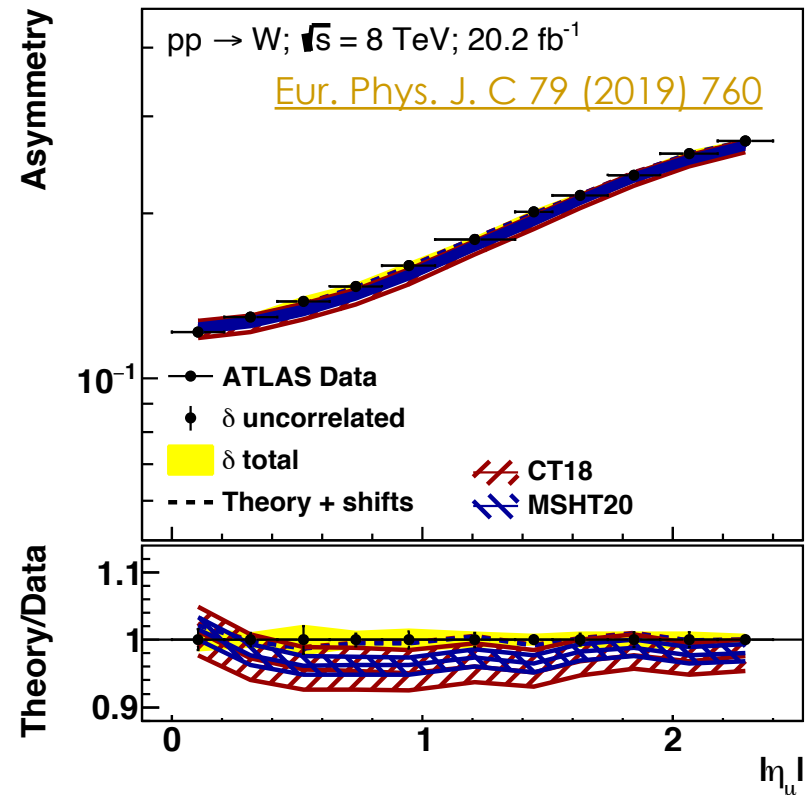 pp → W; √s = 8 TeV; 20.2 fb⁻¹
Eur. Phys. J. C 79 (2019) 760
Asymmetry
10⁻¹
ATLAS Data
δ uncorrelated
δ total
Theory + shifts
CT18
MSHT20
Theory/Data
1.1
1
0.9
0 1 2
|η_μ|